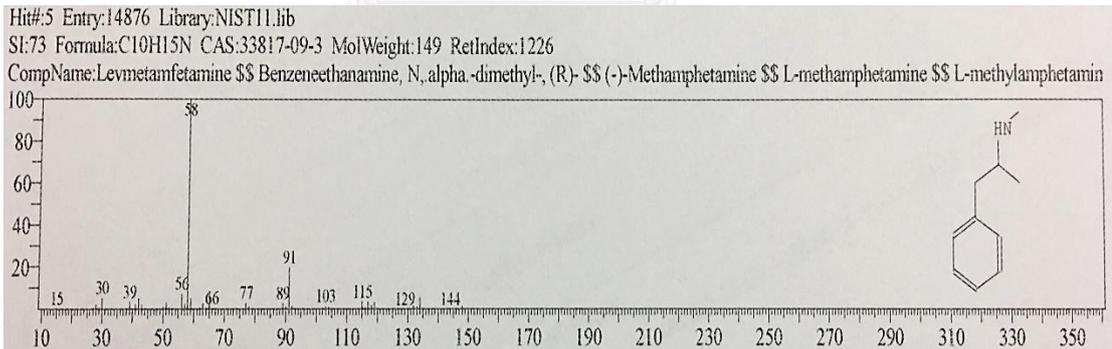 Hit#:5 Entry:14876 Library:NIST11.lib
SI:73 Formula:C10H15N CAS:33817-09-3 MolWeight:149 RetIndex:1226
CompName:Levmetamfetamine $$ Benzeneethanamine, N,.alpha.-dimethyl-, (R)- $$ (-)-Methamphetamine $$ L-methamphetamine $$ L-methylamphetamin
100
58
HN
80
60
40
91
20
15 30 39 56 66 77 89 103 115 129 144
10 30 50 70 90 110 130 150 170 190 210 230 250 270 290 310 330 350